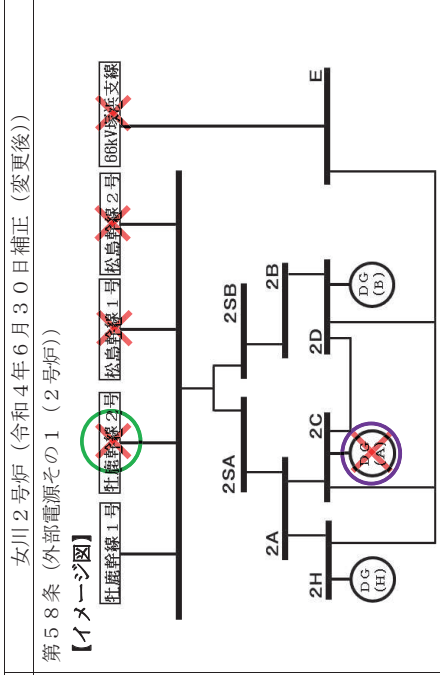 女川２号炉（令和４年６月３０日補正（変更後））
第５８条（外部電源その１（２号炉））
【イメージ図】
牡鹿幹線１号
牡鹿幹線２号
松島幹線１号
松島幹線２号
66kV塚浜支線
2SA
2SB
2A
2B
E
2H
2C
2D
DG
(H)
DG
(A)
DG
(B)